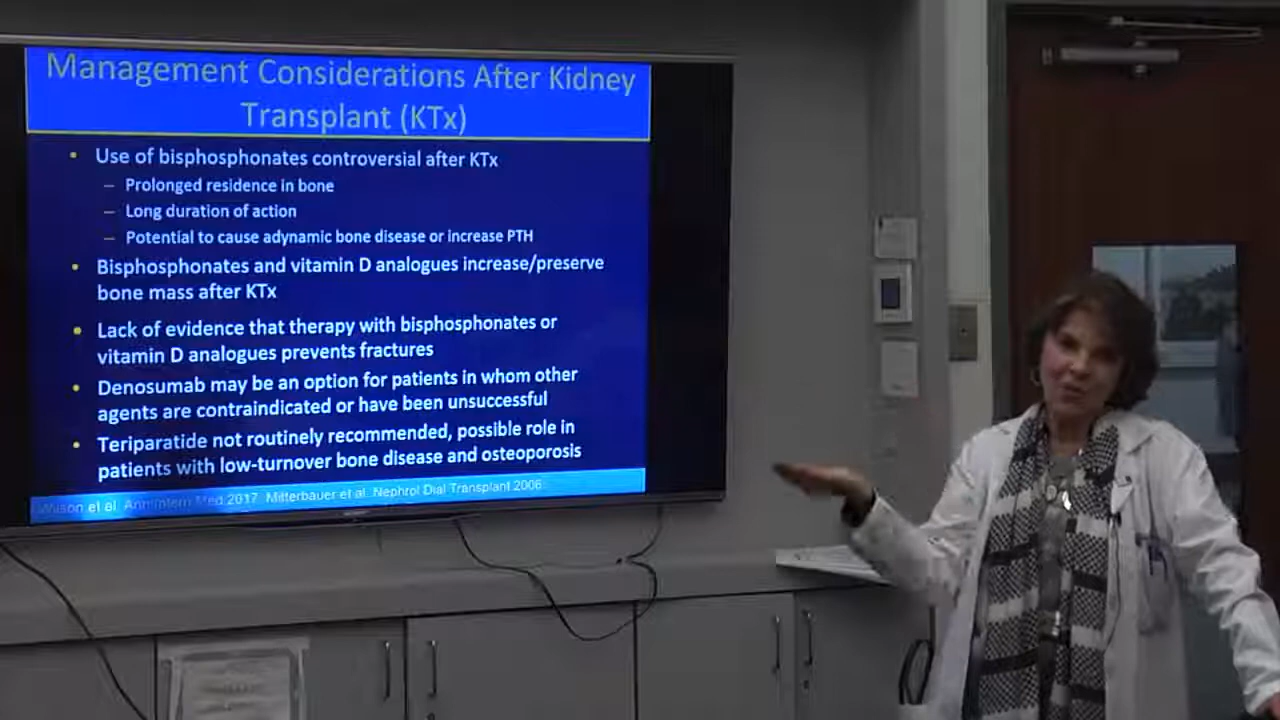 Management Considerations After Kidney
Transplant (KTx)
• Use of bisphosphonates controversial after KTx
– Prolonged residence in bone
– Long duration of action
– Potential to cause adynamic bone disease or increase PTH
• Bisphosphonates and vitamin D analogues increase/preserve
bone mass after KTx
• Lack of evidence that therapy with bisphosphonates or
vitamin D analogues prevents fractures
• Denosumab may be an option for patients in whom other
agents are contraindicated or have been unsuccessful
• Teriparatide not routinely recommended, possible role in
patients with low-turnover bone disease and osteoporosis
Wilson et al. Ann Intern Med 2017. Mitterbauer et al. Nephrol Dial Transplant 2006